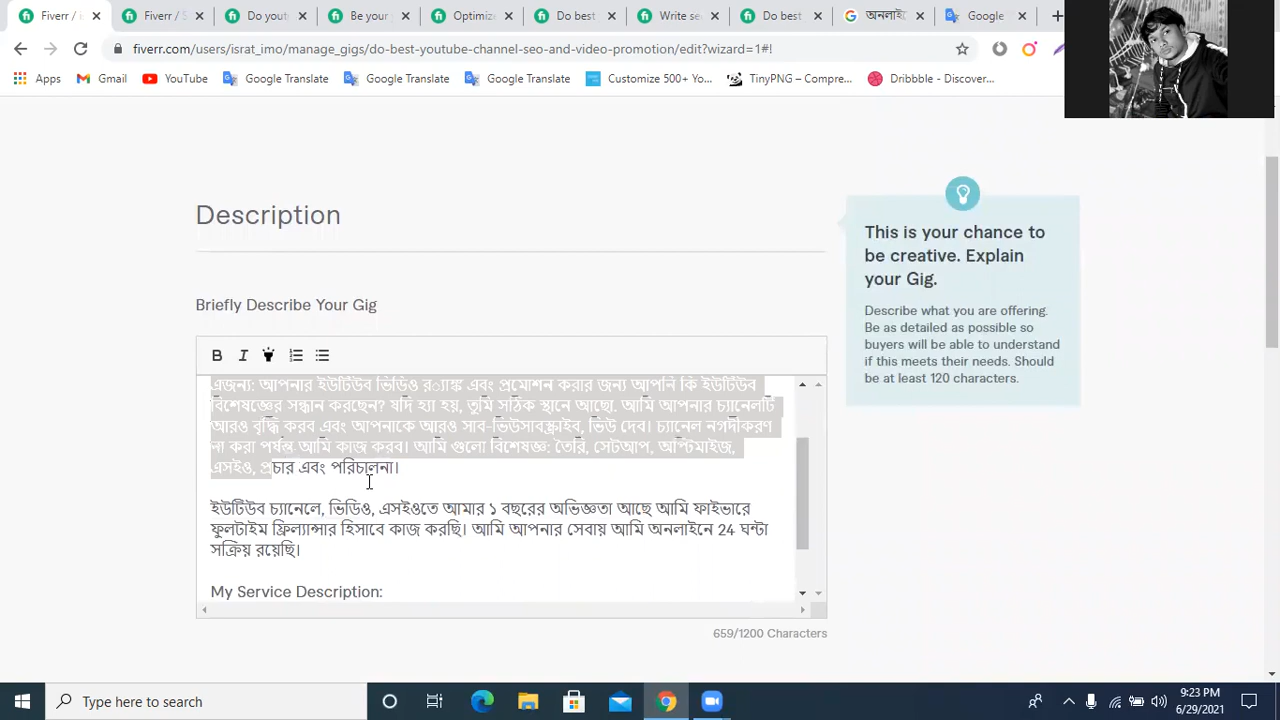 Fiverr /
Fiverr / S
Do yout
Be your
Optimize
Do best
Write se
Do best
অনলাই
Google
fiverr.com/users/israt_imo/manage_gigs/do-best-youtube-channel-seo-and-video-promotion/edit?wizard=1#!
Apps
Gmail
YouTube
Google Translate
Google Translate
Google Translate
Customize 500+ Yo...
TinyPNG – Compre...
Dribbble - Discover...
Description
This is your chance to
be creative. Explain
your Gig.
Describe what you are offering.
Be as detailed as possible so
buyers will be able to understand
if this meets their needs. Should
be at least 120 characters.
Briefly Describe Your Gig
B I
এজন্য: আপনার ইউটিউব ভিডিও র‌্যাঙ্ক এবং প্রমোশন করার জন্য আপনি কি ইউটিউব
বিশেষজ্ঞের সন্ধান করছেন? যদি হ্যা হয়, তুমি সঠিক স্থানে আছো. আমি আপনার চ্যানেলটি
আরও বৃদ্ধি করব এবং আপনাকে আরও সাব-ভিউসাবস্ক্রাইব, ভিউ দেব। চ্যানেল নগদীকরণ
না করা পর্যন্ত আমি কাজ করব। আমি গুলো বিশেষজ্ঞ: তৈরি, সেটআপ, অপ্টিমাইজ,
এসইও, প্রচার এবং পরিচালনা।
ইউটিউব চ্যানেলে, ভিডিও, এসইওতে আমার ১ বছরের অভিজ্ঞতা আছে আমি ফাইভারে
ফুলটাইম ফ্রিল্যান্সার হিসাবে কাজ করছি। আমি আপনার সেবায় আমি অনলাইনে 24 ঘন্টা
সক্রিয় রয়েছি।
My Service Description:
659/1200 Characters
Type here to search
9:23 PM
6/29/2021